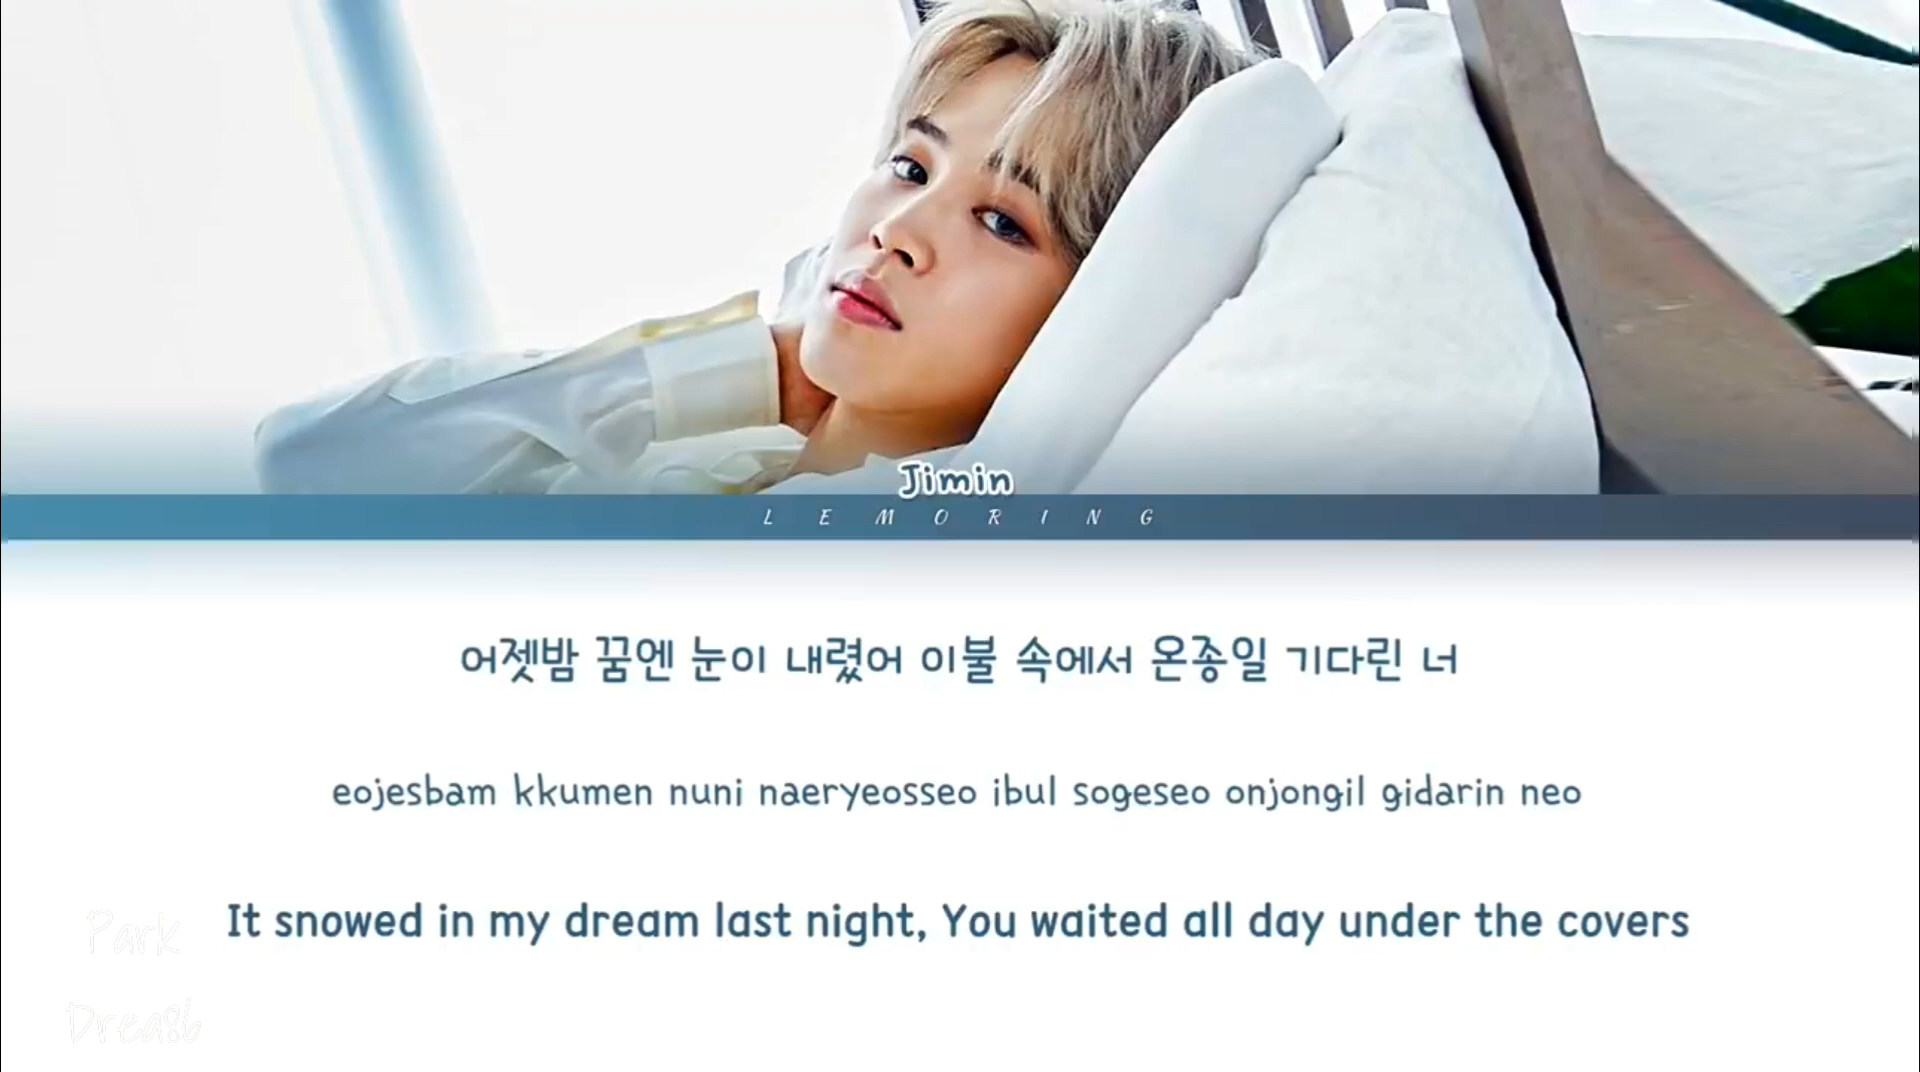 Jimin
LEMORING
어젯밤 꿈엔 눈이 내렸어 이불 속에서 온종일 기다린 너
eojesbam kkumen nuni naeryeosseo ibul sogeseo onjongil gidarin neo
It snowed in my dream last night, You waited all day under the covers
Park
Drea86